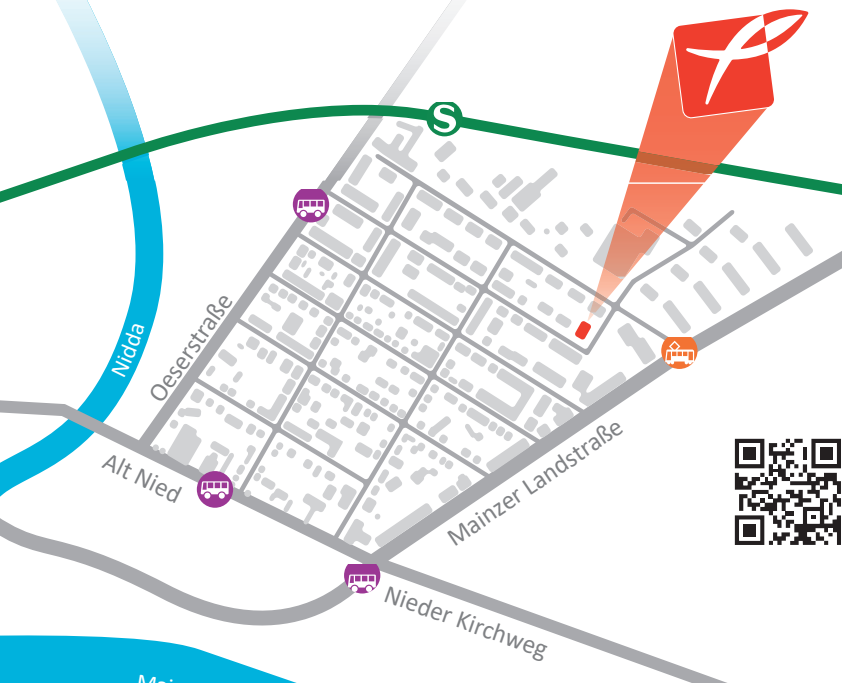 S
Nidda
Oeserstraße
Alt Nied
Mainzer Landstraße
Nieder Kirchweg